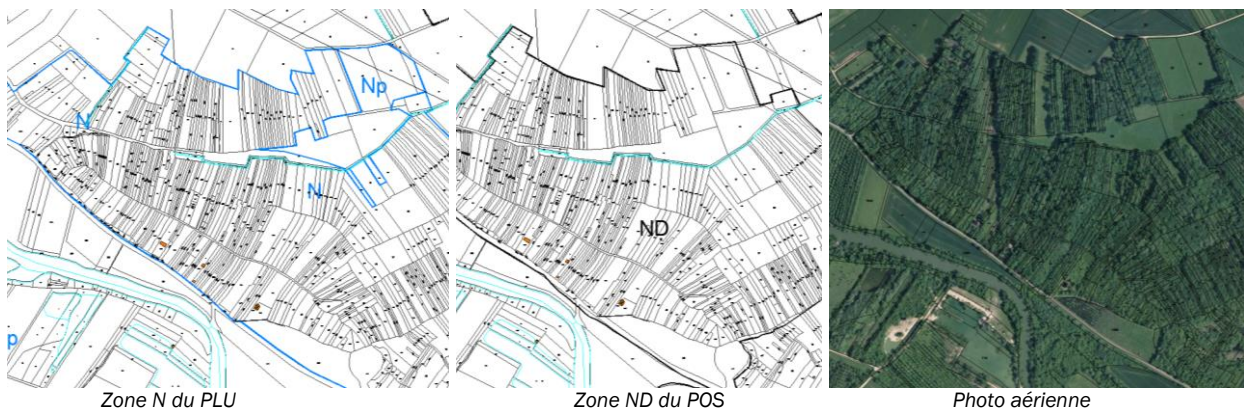 Np
N
N
p
ND
Zone N du PLU
Zone ND du POS
Photo aérienne